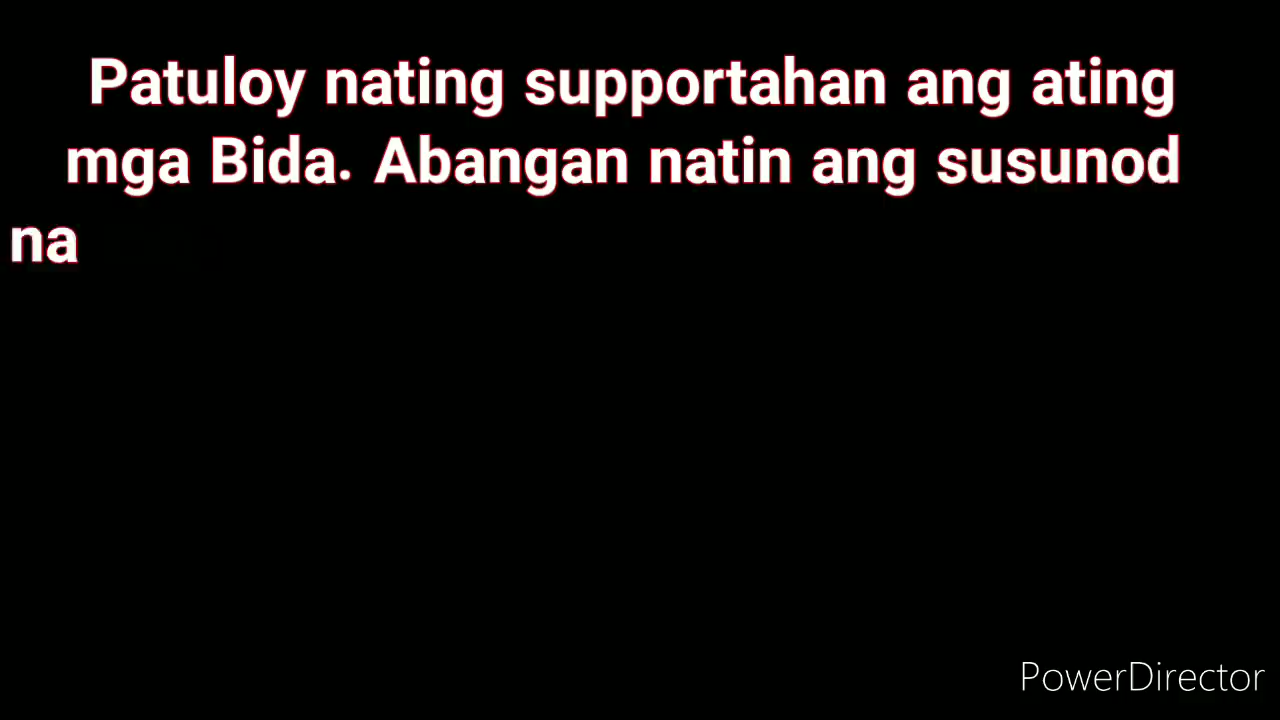 Patuloy nating supportahan ang ating
mga Bida. Abangan natin ang susunod
na
PowerDirector